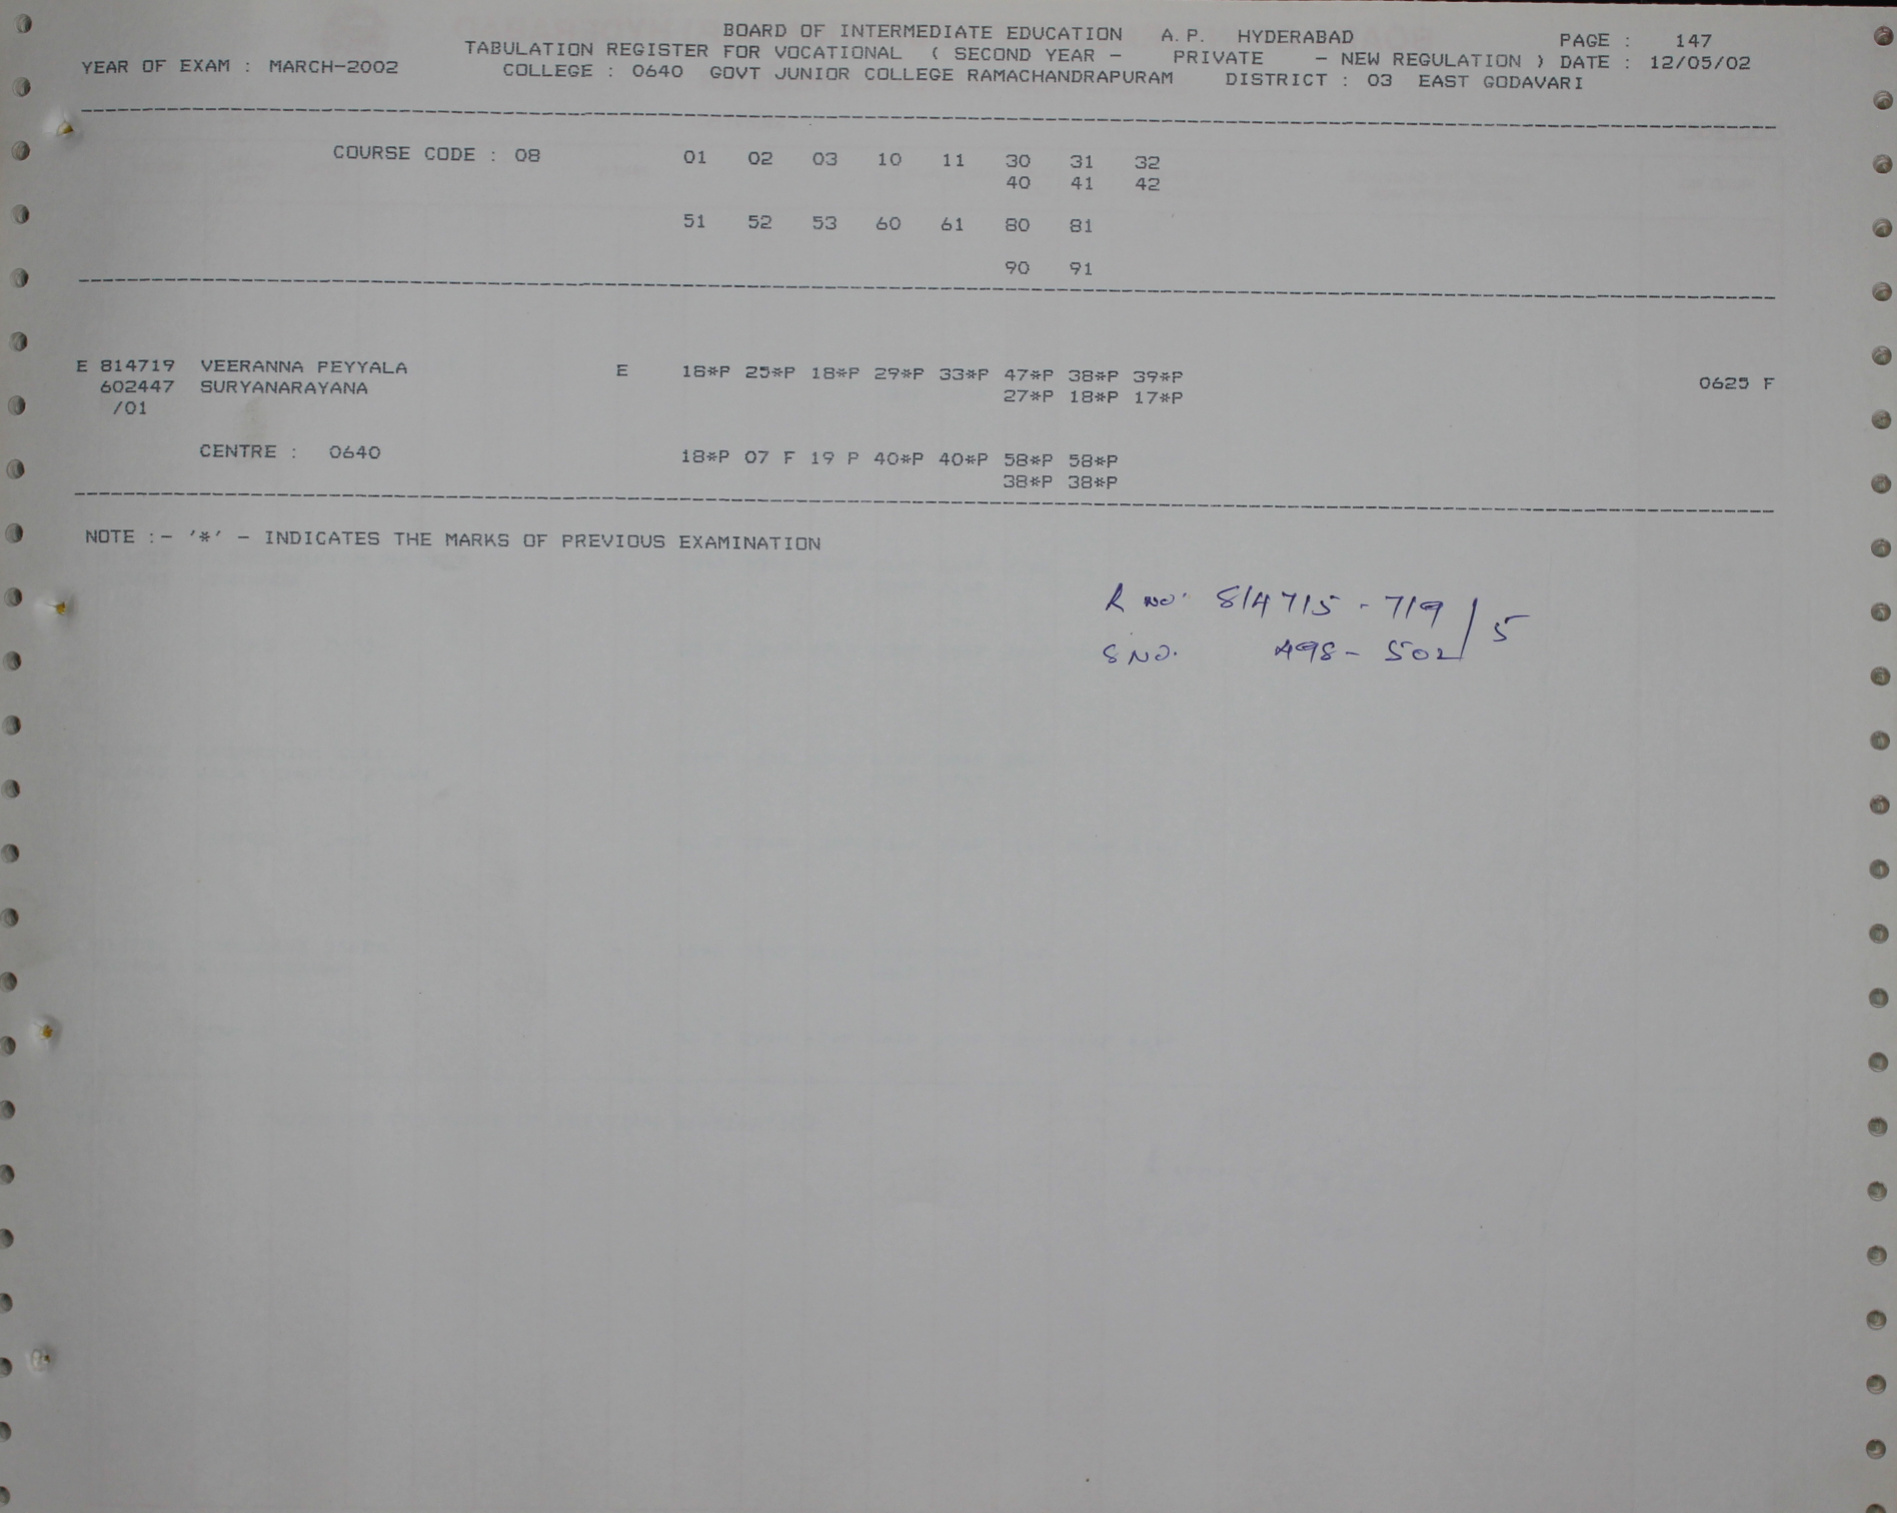 BOARD OF INTERMEDIATE EDUCATION A.P. HYDERABAD PAGE : 147
TABULATION REGISTER FOR VOCATIONAL ( SECOND YEAR - PRIVATE - NEW REGULATION ) DATE : 12/05/02
YEAR OF EXAM : MARCH-2002 COLLEGE : 0640 GOVT JUNIOR COLLEGE RAMACHANDRAPURAM DISTRICT : 03 EAST GODAVARI
COURSE CODE : 08 01 02 03 10 11 30 31 32
40 41 42
51 52 53 60 61 80 81
90 91
E 814719 VEERANNA PEYYALA E 18*P 25*P 18*P 29*P 33*P 47*P 38*P 39*P
602447 SURYANARAYANA 27*P 18*P 17*P 0625 F
/01
CENTRE : 0640 18*P 07 F 19 P 40*P 40*P 58*P 58*P
38*P 38*P
NOTE :- '*' - INDICATES THE MARKS OF PREVIOUS EXAMINATION
R No. 814715 - 719 / 5
S No. 498 - 502